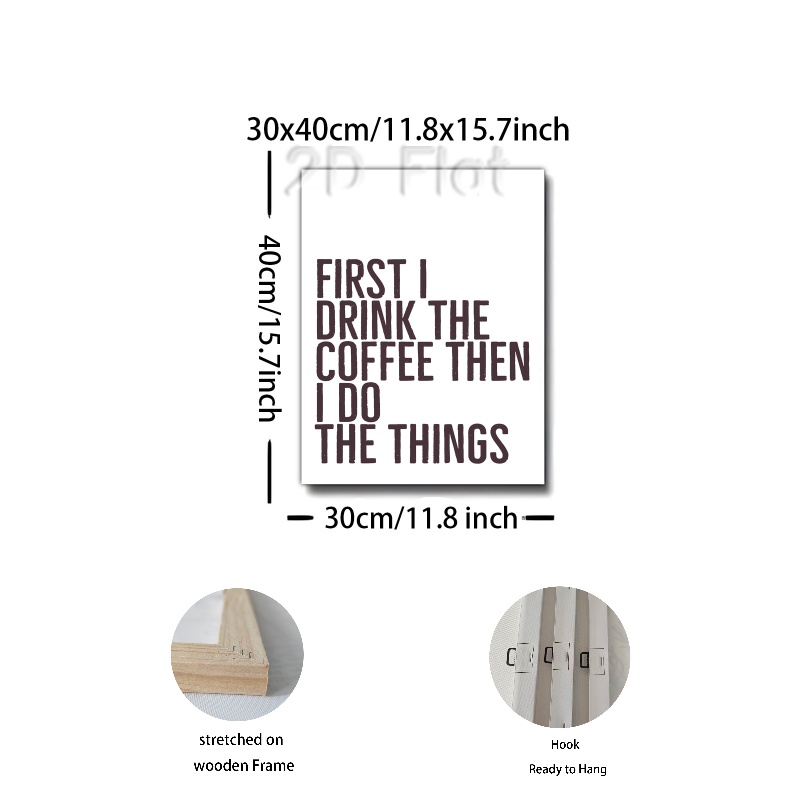 30x40cm/11.8x15.7inch
2D Flat
40cm/15.7inch
FIRST I
DRINK THE
COFFEE THEN
I DO
THE THINGS
30cm/11.8 inch
stretched on
wooden Frame
Hook
Ready to Hang